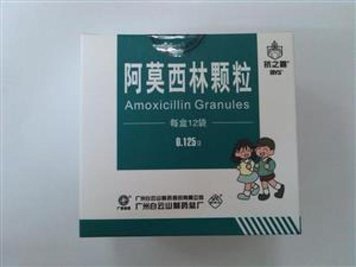 抗之霸
阿莫西林颗粒
Amoxicillin Granules
每盒12袋
0.125g
广州白云山制药股份有限公司
广州白云山制药总厂